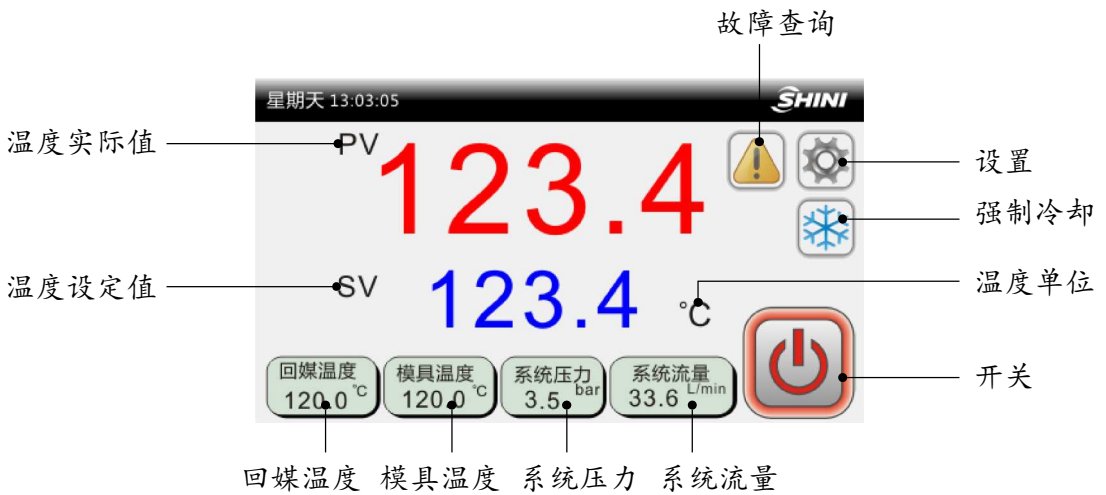 故障查询
星期天 13:03:05
SHINI
温度实际值
PV
123.4
设置
强制冷却
温度设定值
SV
123.4
°C
温度单位
开关
回媒温度
120.0 °C
模具温度
120.0 °C
系统压力
3.5 bar
系统流量
33.6 L/min
回媒温度 模具温度 系统压力 系统流量